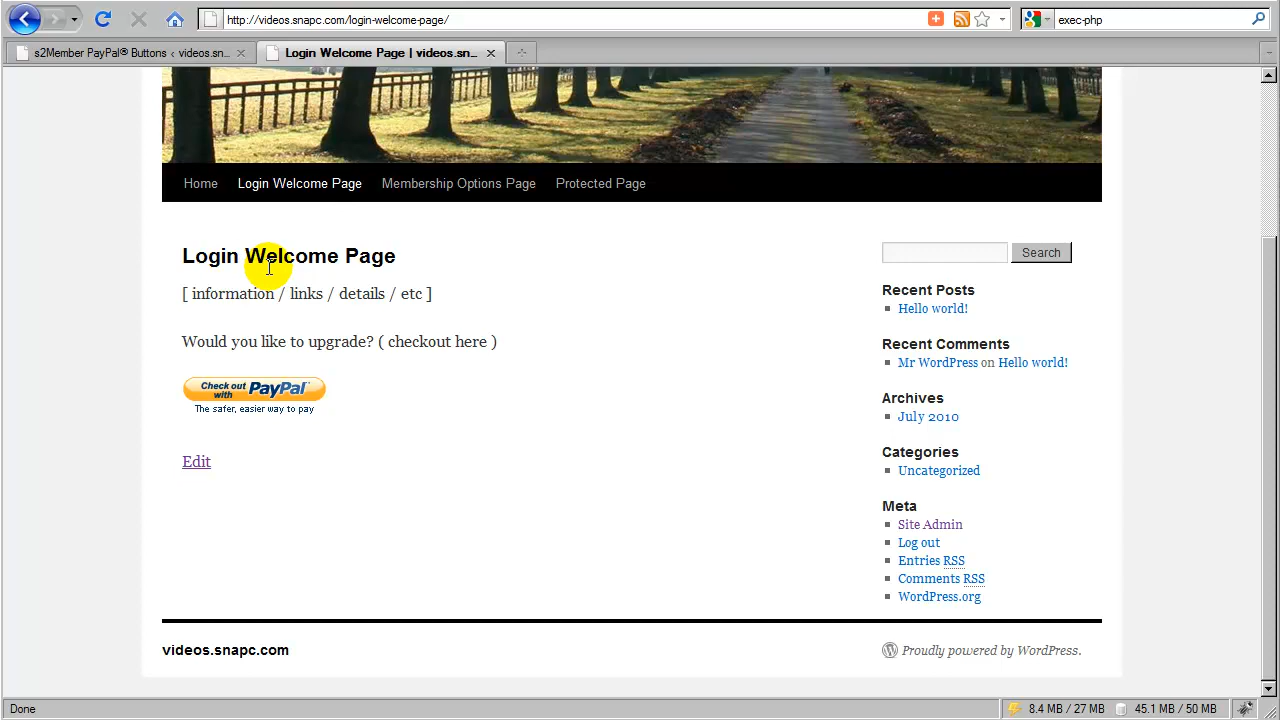 http://videos.snapc.com/login-welcome-page/
exec-php
s2Member PayPal® Buttons < videos.sn...
Login Welcome Page | videos.sn...
Home
Login Welcome Page
Membership Options Page
Protected Page
Login Welcome Page
[ information / links / details / etc ]
Would you like to upgrade? ( checkout here )
Check out with PayPal
The safer, easier way to pay
Edit
Search
Recent Posts
Hello world!
Recent Comments
Mr WordPress on Hello world!
Archives
July 2010
Categories
Uncategorized
Meta
Site Admin
Log out
Entries RSS
Comments RSS
WordPress.org
videos.snapc.com
Proudly powered by WordPress.
Done
8.4 MB / 27 MB
45.1 MB / 50 MB